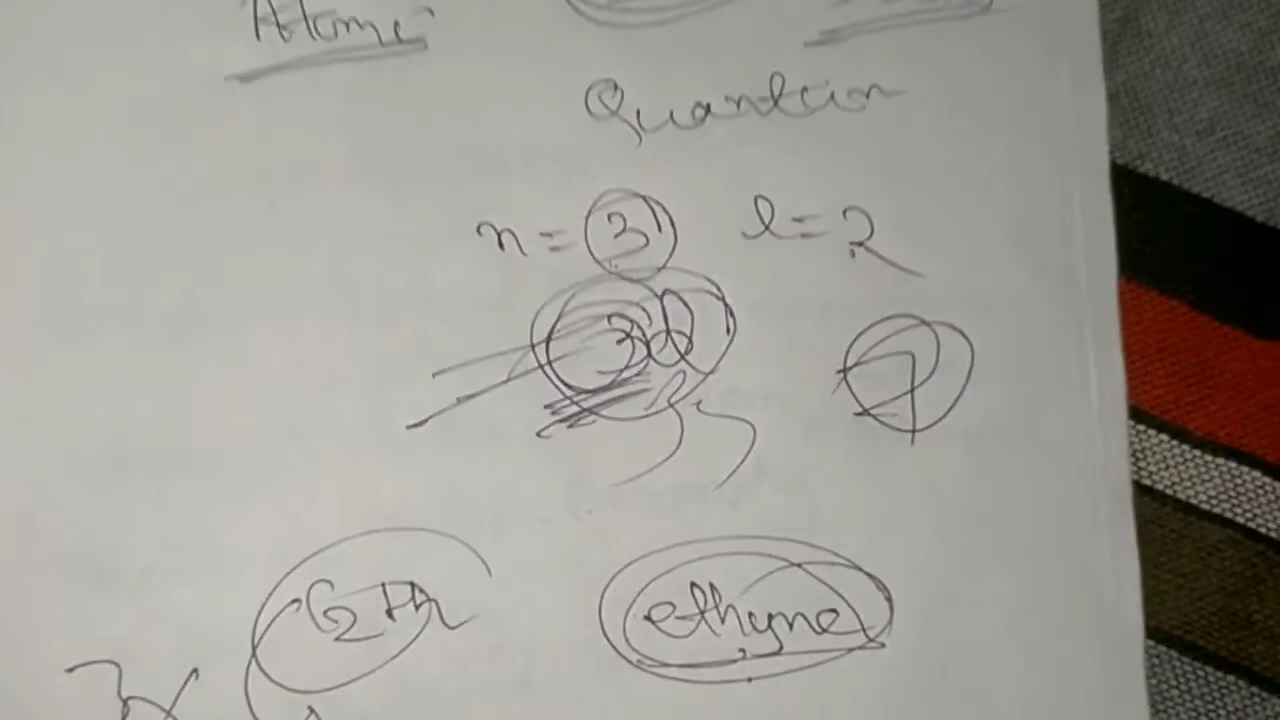 Atomic
Quantum
n = 3 l = 2
3d
7
C2H2
ethyne